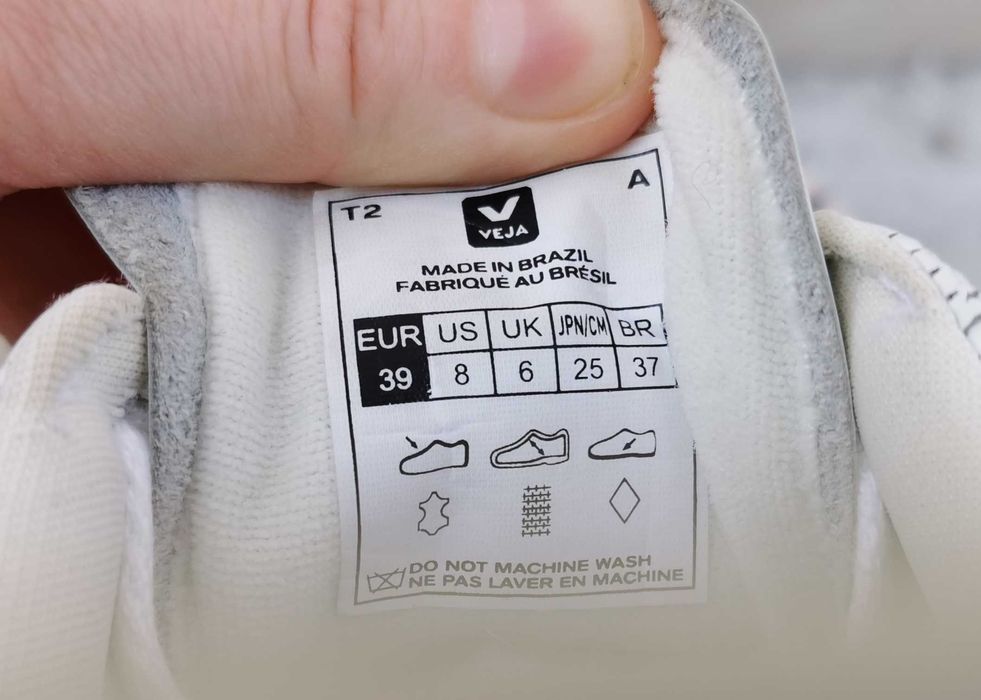 T2
A
V
VEJA
MADE IN BRAZIL
FABRIQUÉ AU BRÉSIL
EUR US UK JPN/CM BR
39 8 6 25 37
DO NOT MACHINE WASH
NE PAS LAVER EN MACHINE